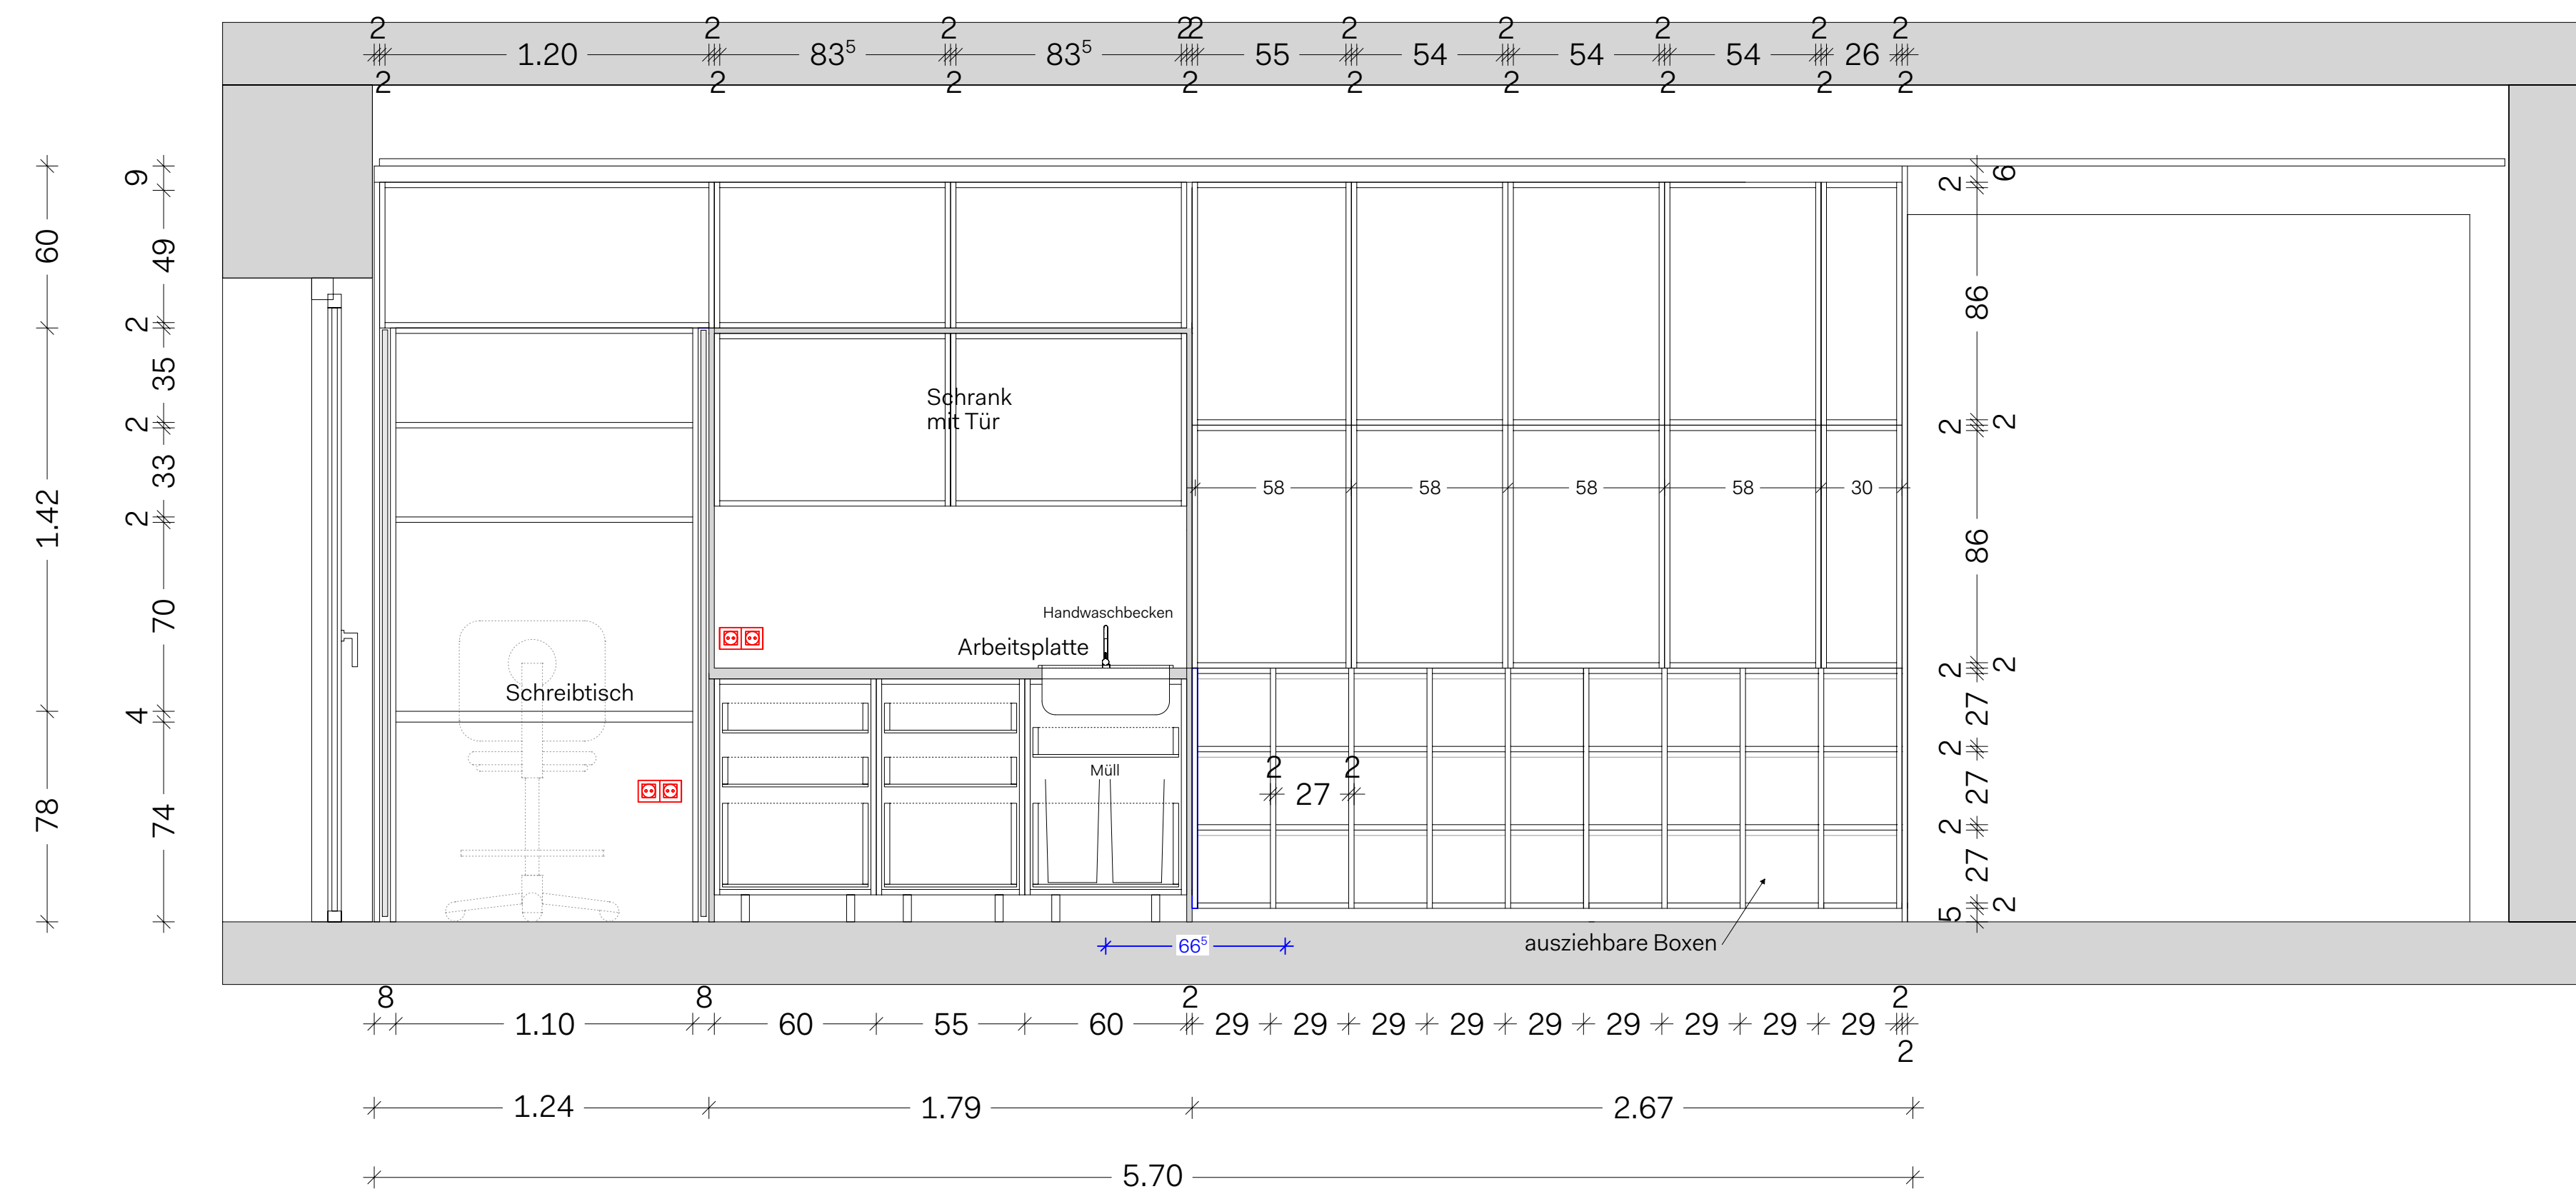 2 2 2 22 2 2 2 2 2
1.20 83⁵ 83⁵ 55 54 54 54 26
2 2 2 2 2 2 2 2 2
9
60
49
2
35
2
1.42
33
2
70
4
78
74
6
2
86
2
2
86
2
2
27
2
27
2
27
2
5
Schrank
mit Tür
58 58 58 58 30
Handwaschbecken
Arbeitsplatte
Schreibtisch
Müll
2 2
27
66⁵
ausziehbare Boxen
8 8 2 2
1.10 60 55 60 29 29 29 29 29 29 29 29 29
2
1.24 1.79 2.67
5.70